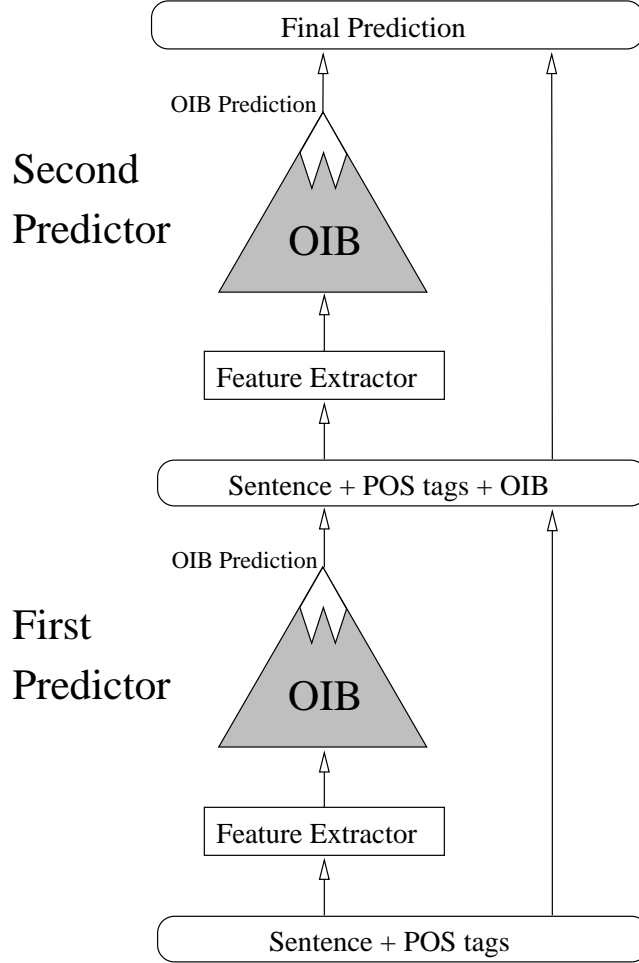 Final Prediction
OIB Prediction
Second
Predictor
OIB
Feature Extractor
Sentence + POS tags + OIB
OIB Prediction
First
Predictor
OIB
Feature Extractor
Sentence + POS tags